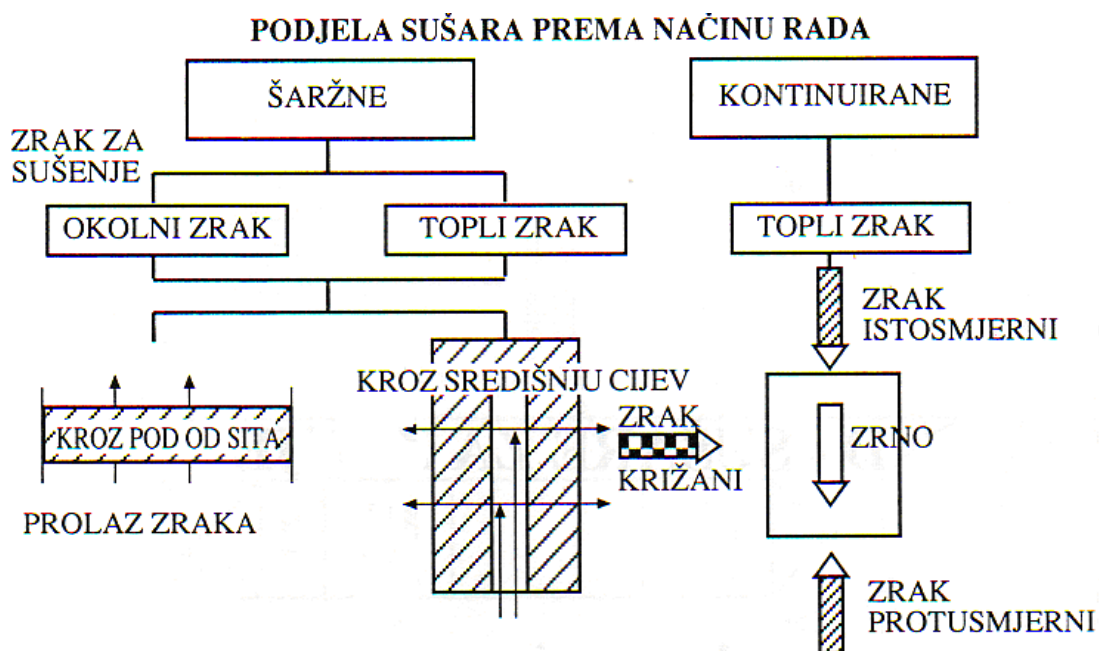 PODJELA SUŠARA PREMA NAČINU RADA
ŠARŽNE
KONTINUIRANE
ZRAK ZA
SUŠENJE
OKOLNI ZRAK
TOPLI ZRAK
TOPLI ZRAK
ZRAK
ISTOSMJERNI
KROZ SREDIŠNJU CIJEV
KROZ POD OD SITA
ZRAK
KRIŽANI
ZRNO
PROLAZ ZRAKA
ZRAK
PROTUSMJERNI